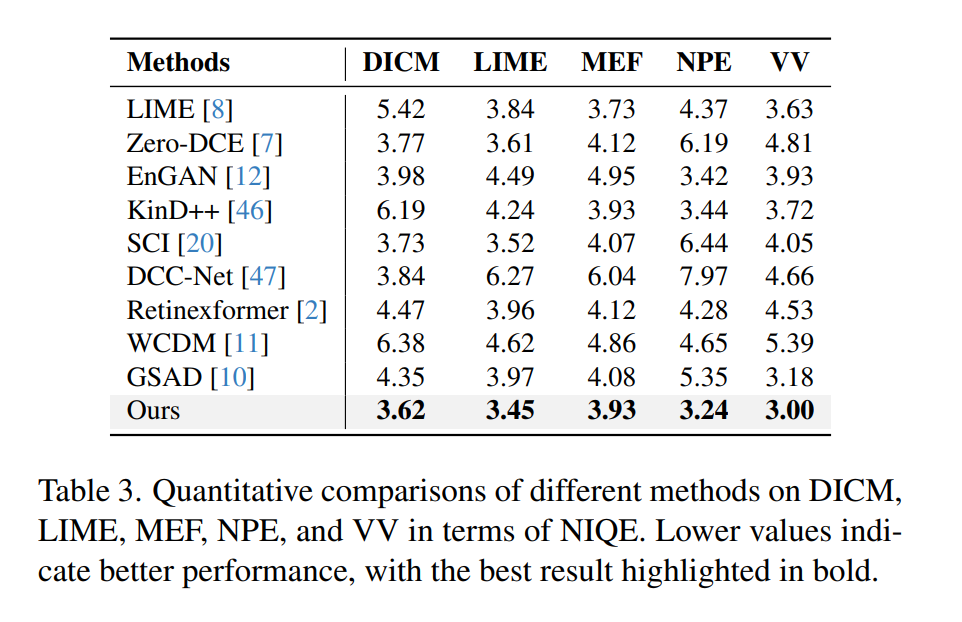 Methods DICM LIME MEF NPE VV
LIME [8] 5.42 3.84 3.73 4.37 3.63
Zero-DCE [7] 3.77 3.61 4.12 6.19 4.81
EnGAN [12] 3.98 4.49 4.95 3.42 3.93
KinD++ [46] 6.19 4.24 3.93 3.44 3.72
SCI [20] 3.73 3.52 4.07 6.44 4.05
DCC-Net [47] 3.84 6.27 6.04 7.97 4.66
Retinexformer [2] 4.47 3.96 4.12 4.28 4.53
WCDM [11] 6.38 4.62 4.86 4.65 5.39
GSAD [10] 4.35 3.97 4.08 5.35 3.18
Ours 3.62 3.45 3.93 3.24 3.00
Table 3. Quantitative comparisons of different methods on DICM,
LIME, MEF, NPE, and VV in terms of NIQE. Lower values indi-
cate better performance, with the best result highlighted in bold.